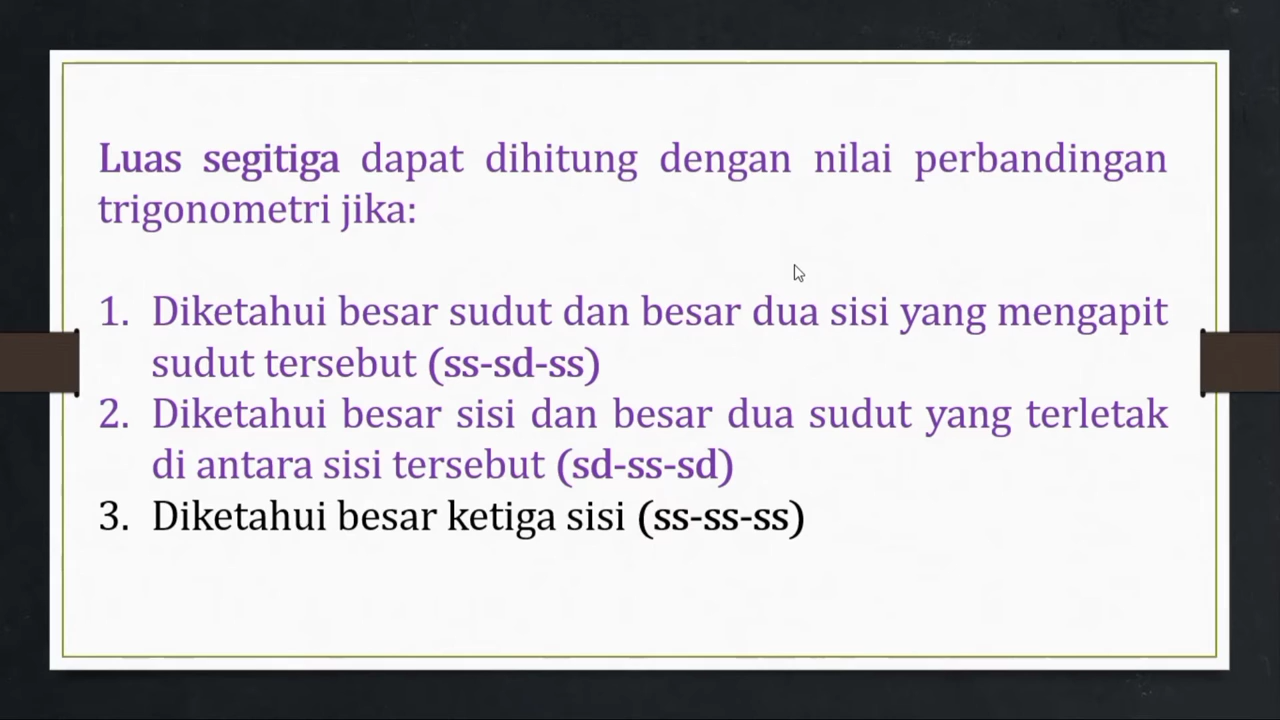 Luas segitiga dapat dihitung dengan nilai perbandingan
trigonometri jika:
1. Diketahui besar sudut dan besar dua sisi yang mengapit
sudut tersebut (ss-sd-ss)
2. Diketahui besar sisi dan besar dua sudut yang terletak
di antara sisi tersebut (sd-ss-sd)
3. Diketahui besar ketiga sisi (ss-ss-ss)